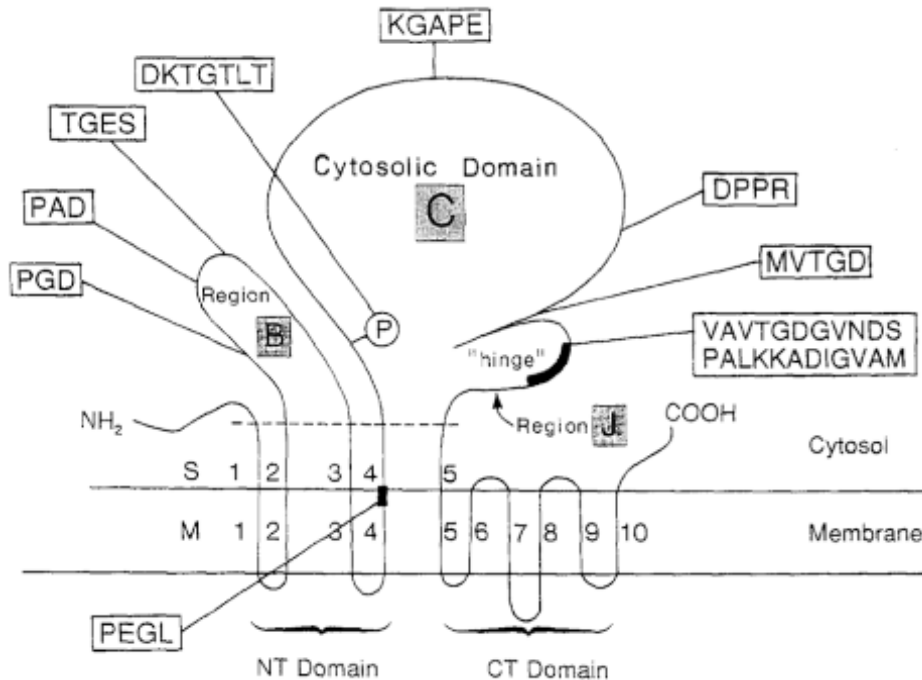 KGAPE
DKTGTLT
TGES
Cytosolic Domain
C
DPPR
PAD
MVTGD
PGD
Region
B
P
VAVTGDGVNDS
PALKKADIGVAM
"hinge"
NH2
Region J
COOH
Cytosol
S 1 2 3 4 5
M 1 2 3 4 5 6 7 8 9 10 Membrane
PEGL
NT Domain CT Domain